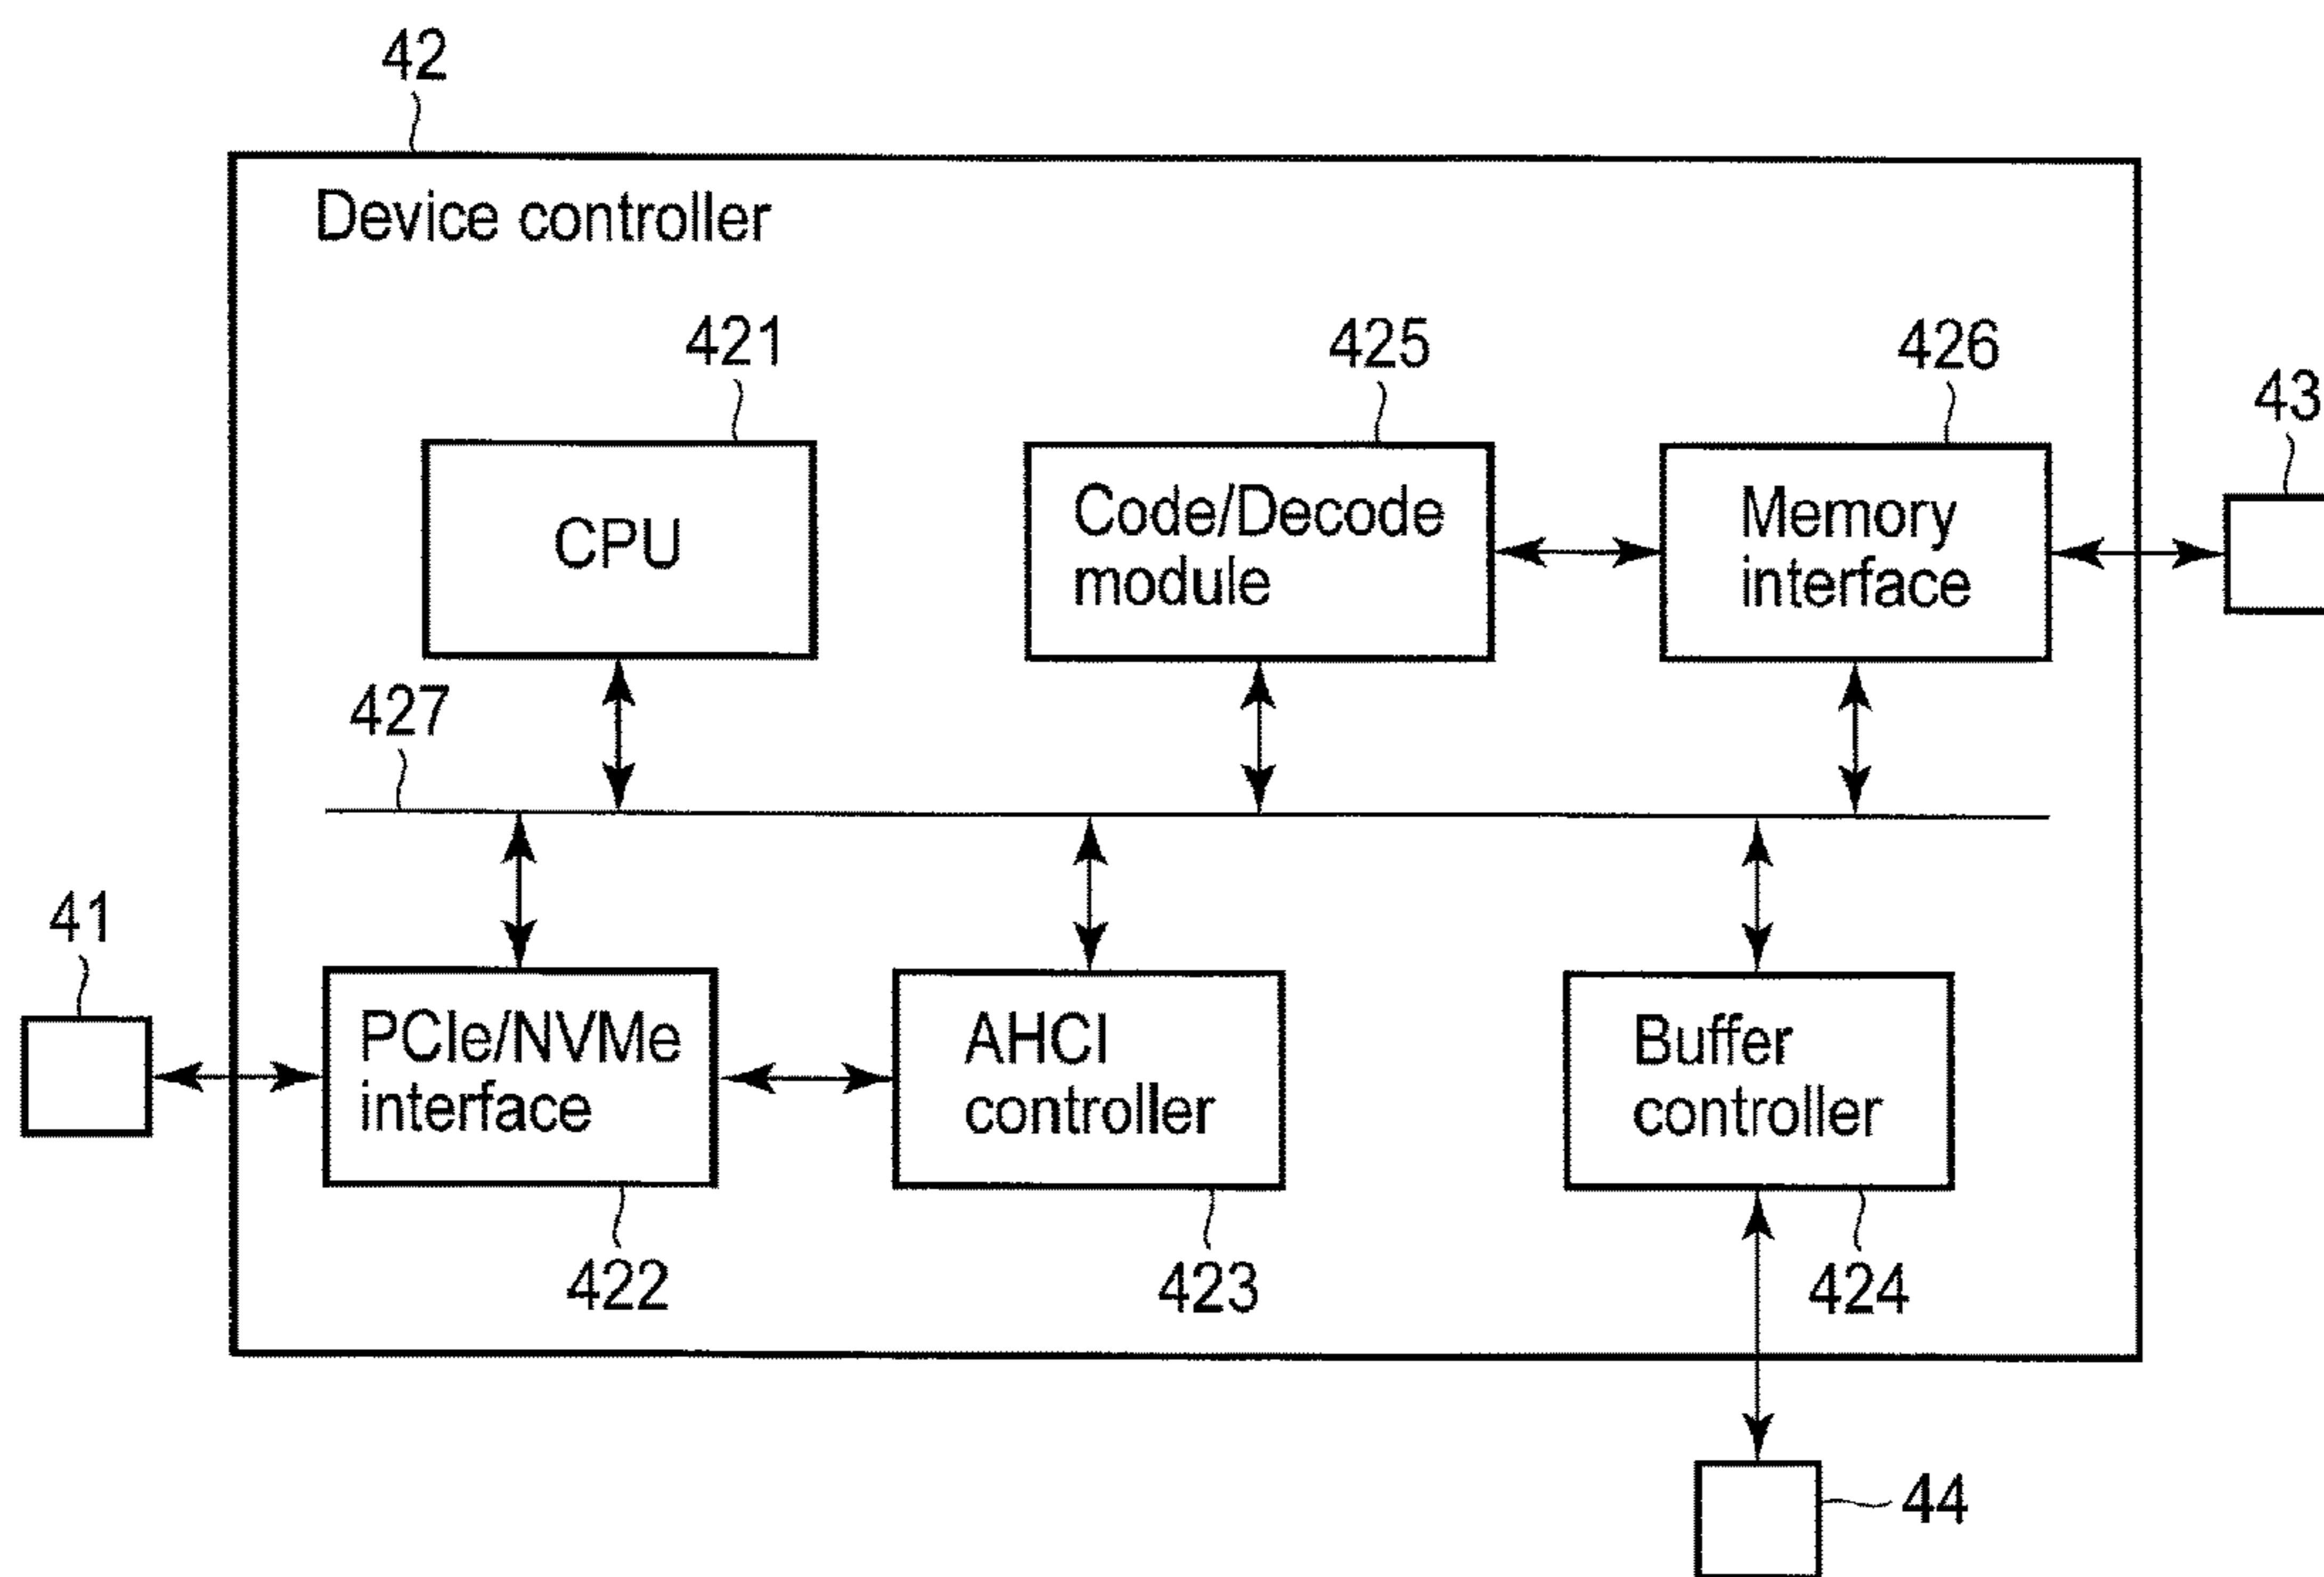 42
Device controller
421
425
426
43
CPU
Code/Decode
module
Memory
interface
427
41
PCIe/NVMe
interface
AHCI
controller
Buffer
controller
422
423
424
44